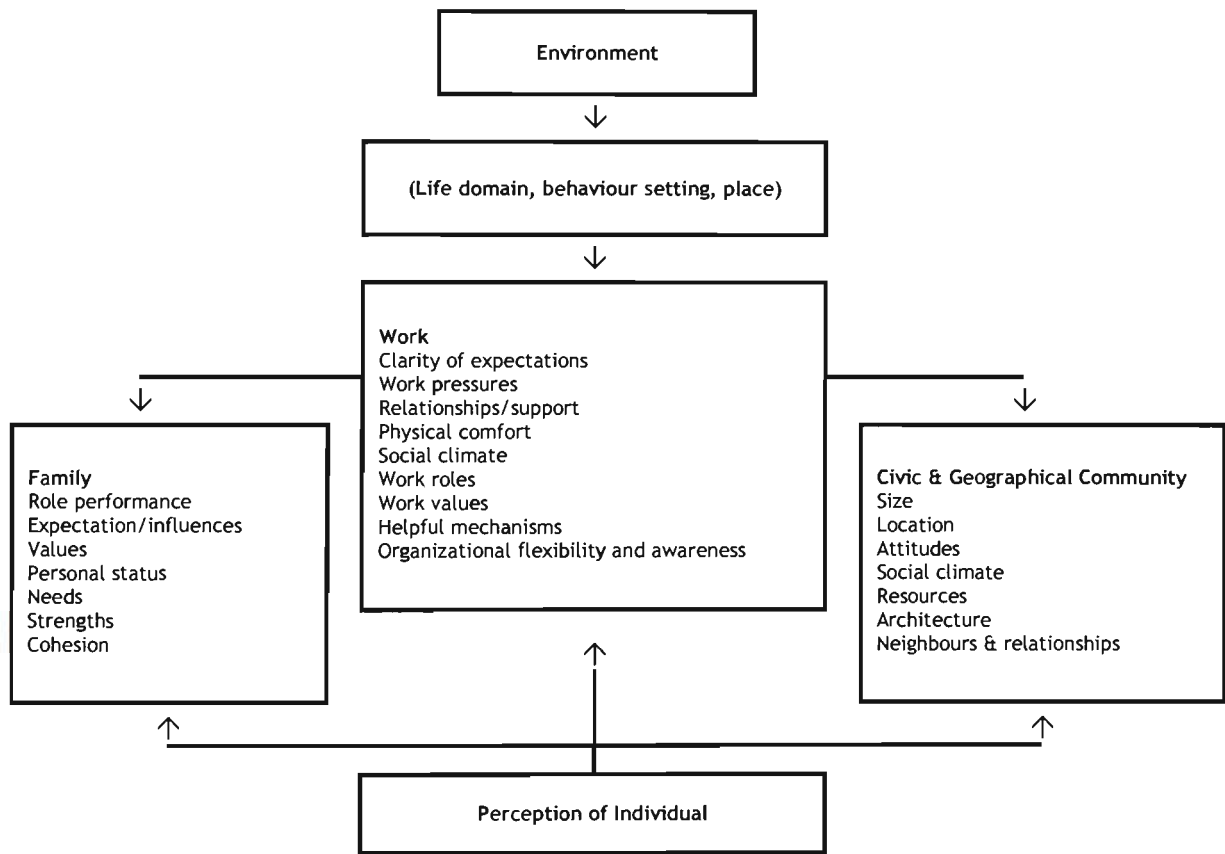 Environment
(Life domain, behaviour setting, place)
Work
Clarity of expectations
Work pressures
Relationships/support
Physical comfort
Social climate
Work roles
Work values
Helpful mechanisms
Organizational flexibility and awareness
Family
Role performance
Expectation/influences
Values
Personal status
Needs
Strengths
Cohesion
Civic & Geographical Community
Size
Location
Attitudes
Social climate
Resources
Architecture
Neighbours & relationships
Perception of Individual